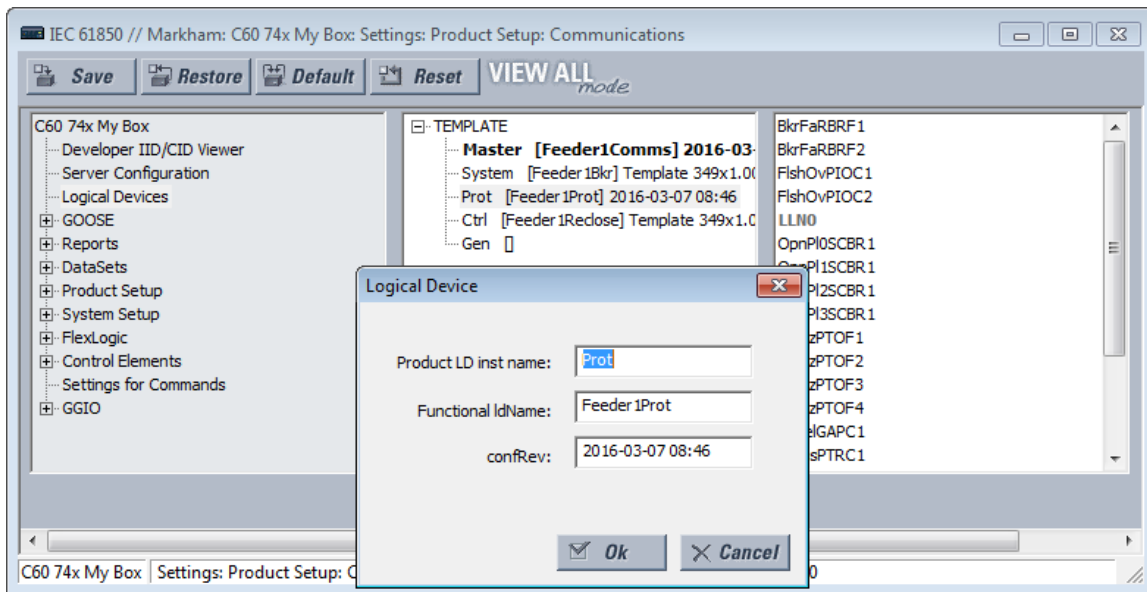 IEC 61850 // Markham: C60 74x My Box: Settings: Product Setup: Communications
Save Restore Default Reset VIEW ALL mode
C60 74x My Box
Developer IID/CID Viewer
Server Configuration
Logical Devices
GOOSE
Reports
DataSets
Product Setup
System Setup
FlexLogic
Control Elements
Settings for Commands
GGIO
TEMPLATE
Master [Feeder1Comms] 2016-03-
System [Feeder1Bkr] Template 349x1.00
Prot [Feeder1Prot] 2016-03-07 08:46
Ctrl [Feeder1Reclose] Template 349x1.0
Gen []
BkrFaRBRF1
BkrFaRBRF2
FlshOvPIOC1
FlshOvPIOC2
LLN0
OpnPl0SCBR1
Pl1SCBR1
Pl2SCBR1
Pl3SCBR1
zPTOF1
zPTOF2
zPTOF3
zPTOF4
elGAPC1
sPTRC1
Logical Device
Product LD inst name: Prot
Functional ldName: Feeder1Prot
confRev: 2016-03-07 08:46
Ok Cancel
C60 74x My Box Settings: Product Setup: C